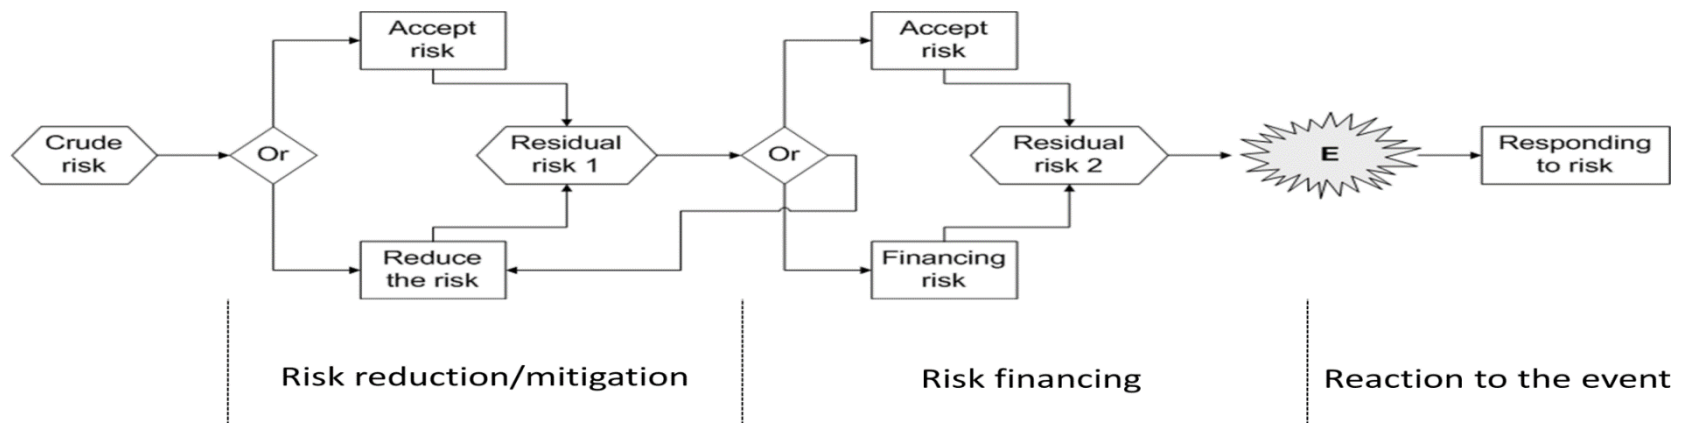 Accept
risk
Accept
risk
Crude
risk
Or
Residual
risk 1
Or
Residual
risk 2
E
Responding
to risk
Reduce
the risk
Financing
risk
Risk reduction/mitigation
Risk financing
Reaction to the event